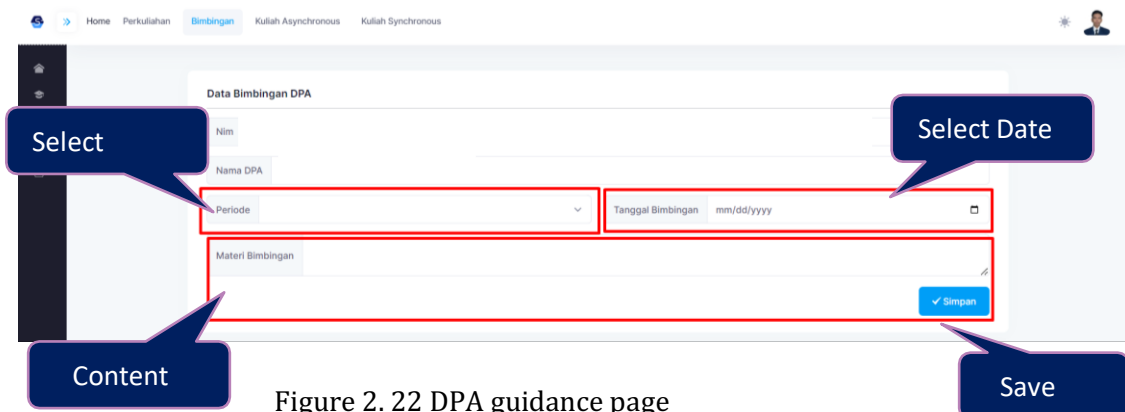 Home Perkuliahan Bimbingan Kuliah Asynchronous Kuliah Synchronous
Data Bimbingan DPA
Select
Nim
Select Date
Nama DPA
Periode
Tanggal Bimbingan mm/dd/yyyy
Materi Bimbingan
Simpan
Content
Save
Figure 2. 22 DPA guidance page